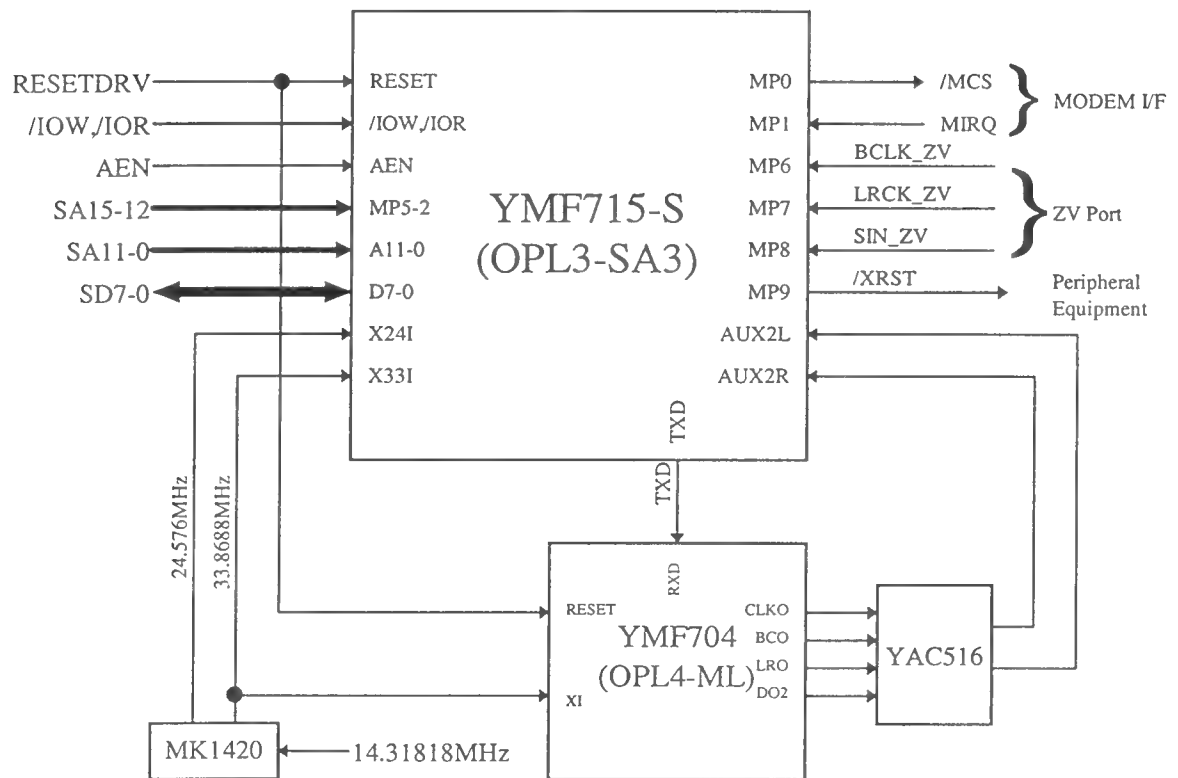 RESETDRV
/IOW,/IOR
AEN
SA15-12
SA11-0
SD7-0
RESET
/IOW,/IOR
AEN
MP5-2
A11-0
D7-0
X24I
X33I
YMF715-S
(OPL3-SA3)
MP0
MP1
MP6
MP7
MP8
MP9
AUX2L
AUX2R
TXD
/MCS
MIRQ
BCLK_ZV
LRCK_ZV
SIN_ZV
/XRST
MODEM I/F
ZV Port
Peripheral
Equipment
24.576MHz
33.8688MHz
TXD
RXD
RESET
XI
YMF704
(OPL4-ML)
CLKO
BCO
LRO
DO2
YAC516
MK1420
14.31818MHz